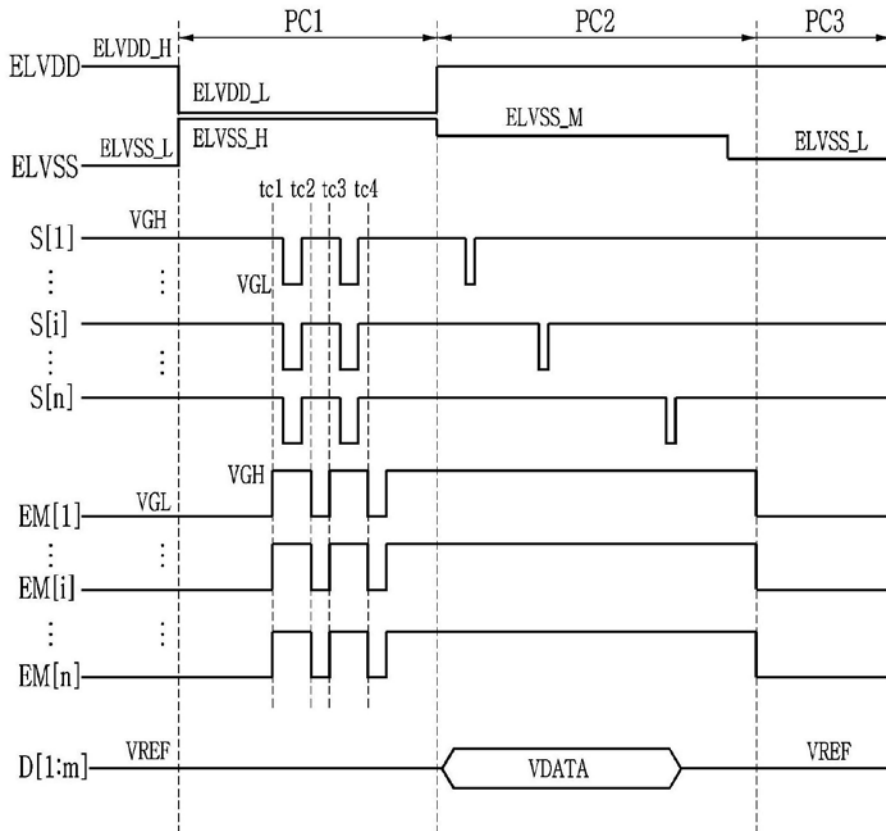 PC1 PC2 PC3
ELVDD_H
ELVDD
ELVDD_L
ELVSS_M
ELVSS_L ELVSS_H ELVSS_L
ELVSS
tc1 tc2 tc3 tc4
VGH
S[1]
VGL
S[i]
S[n]
VGH
VGL
EM[1]
EM[i]
EM[n]
VREF VREF
D[1:m] VDATA